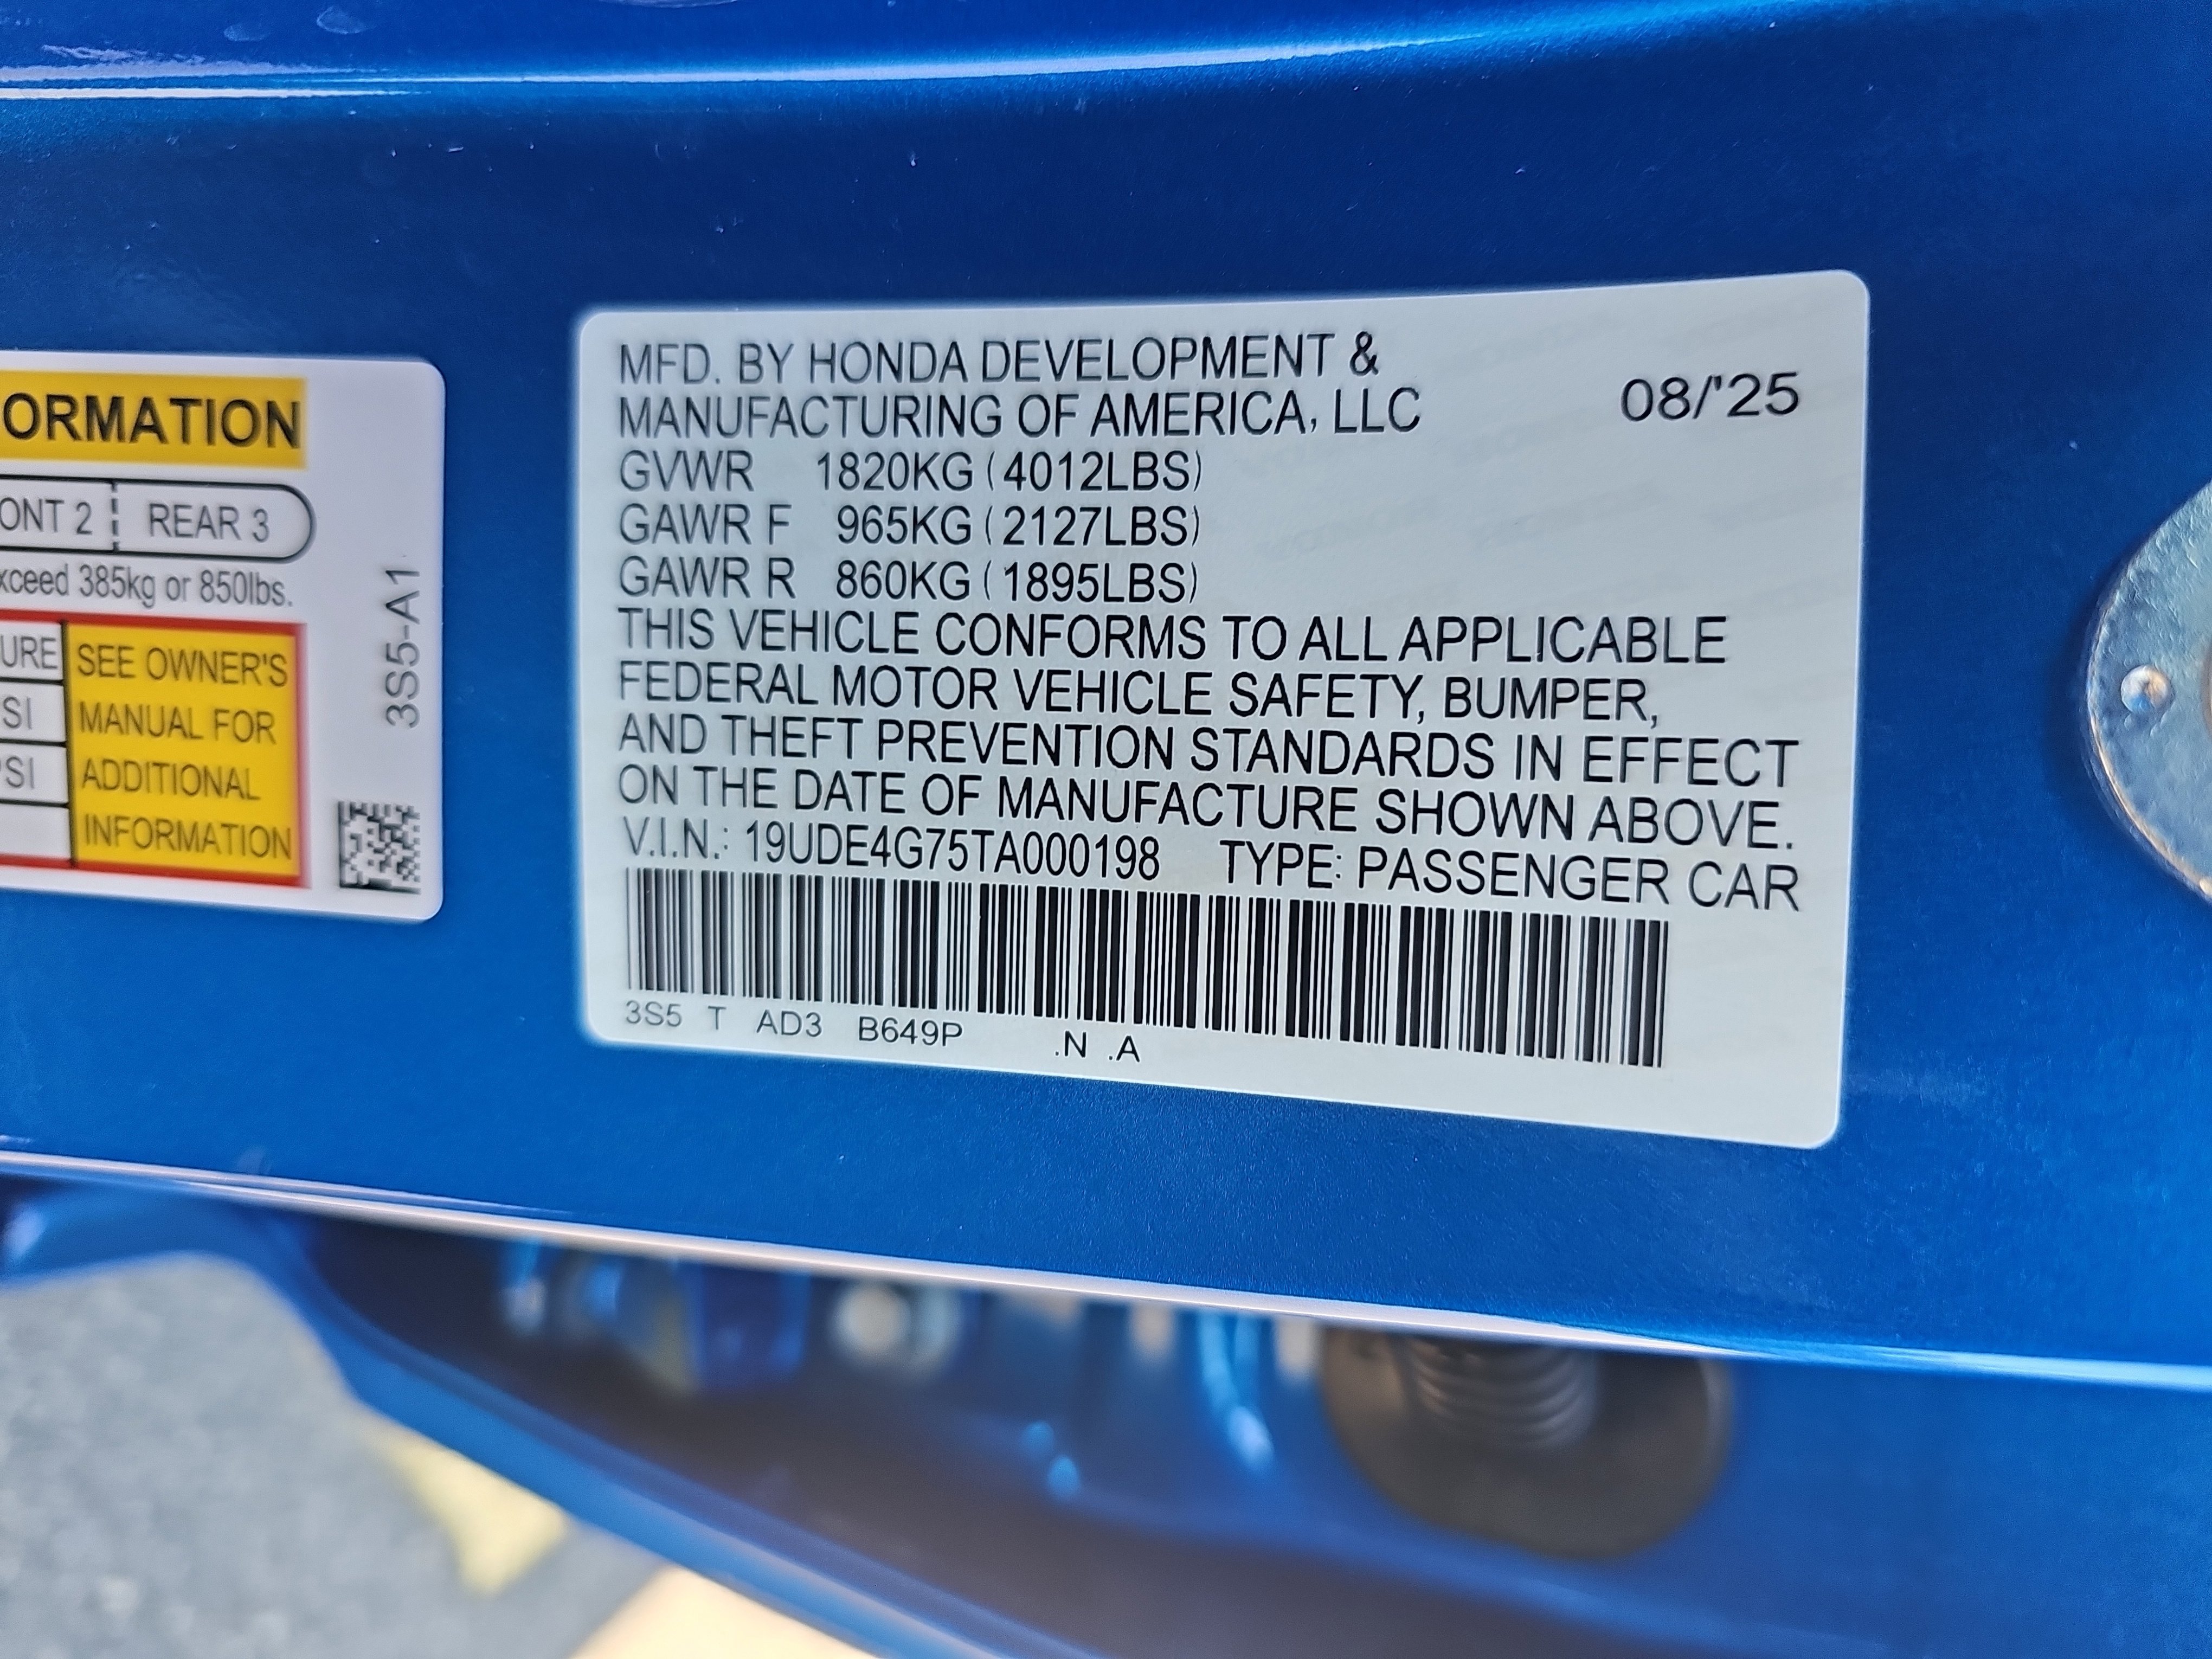 ORMATION
ONT 2 REAR 3
xceed 385kg or 850lbs.
URE
SI
PSI
SEE OWNER'S
MANUAL FOR
ADDITIONAL
INFORMATION
3S5-A1
MFD. BY HONDA DEVELOPMENT &
MANUFACTURING OF AMERICA, LLC 08/'25
GVWR 1820KG (4012LBS)
GAWR F 965KG (2127LBS)
GAWR R 860KG (1895LBS)
THIS VEHICLE CONFORMS TO ALL APPLICABLE
FEDERAL MOTOR VEHICLE SAFETY, BUMPER,
AND THEFT PREVENTION STANDARDS IN EFFECT
ON THE DATE OF MANUFACTURE SHOWN ABOVE.
V.I.N.: 19UDE4G75TA000198 TYPE: PASSENGER CAR
3S5 T AD3 B649P .N .A